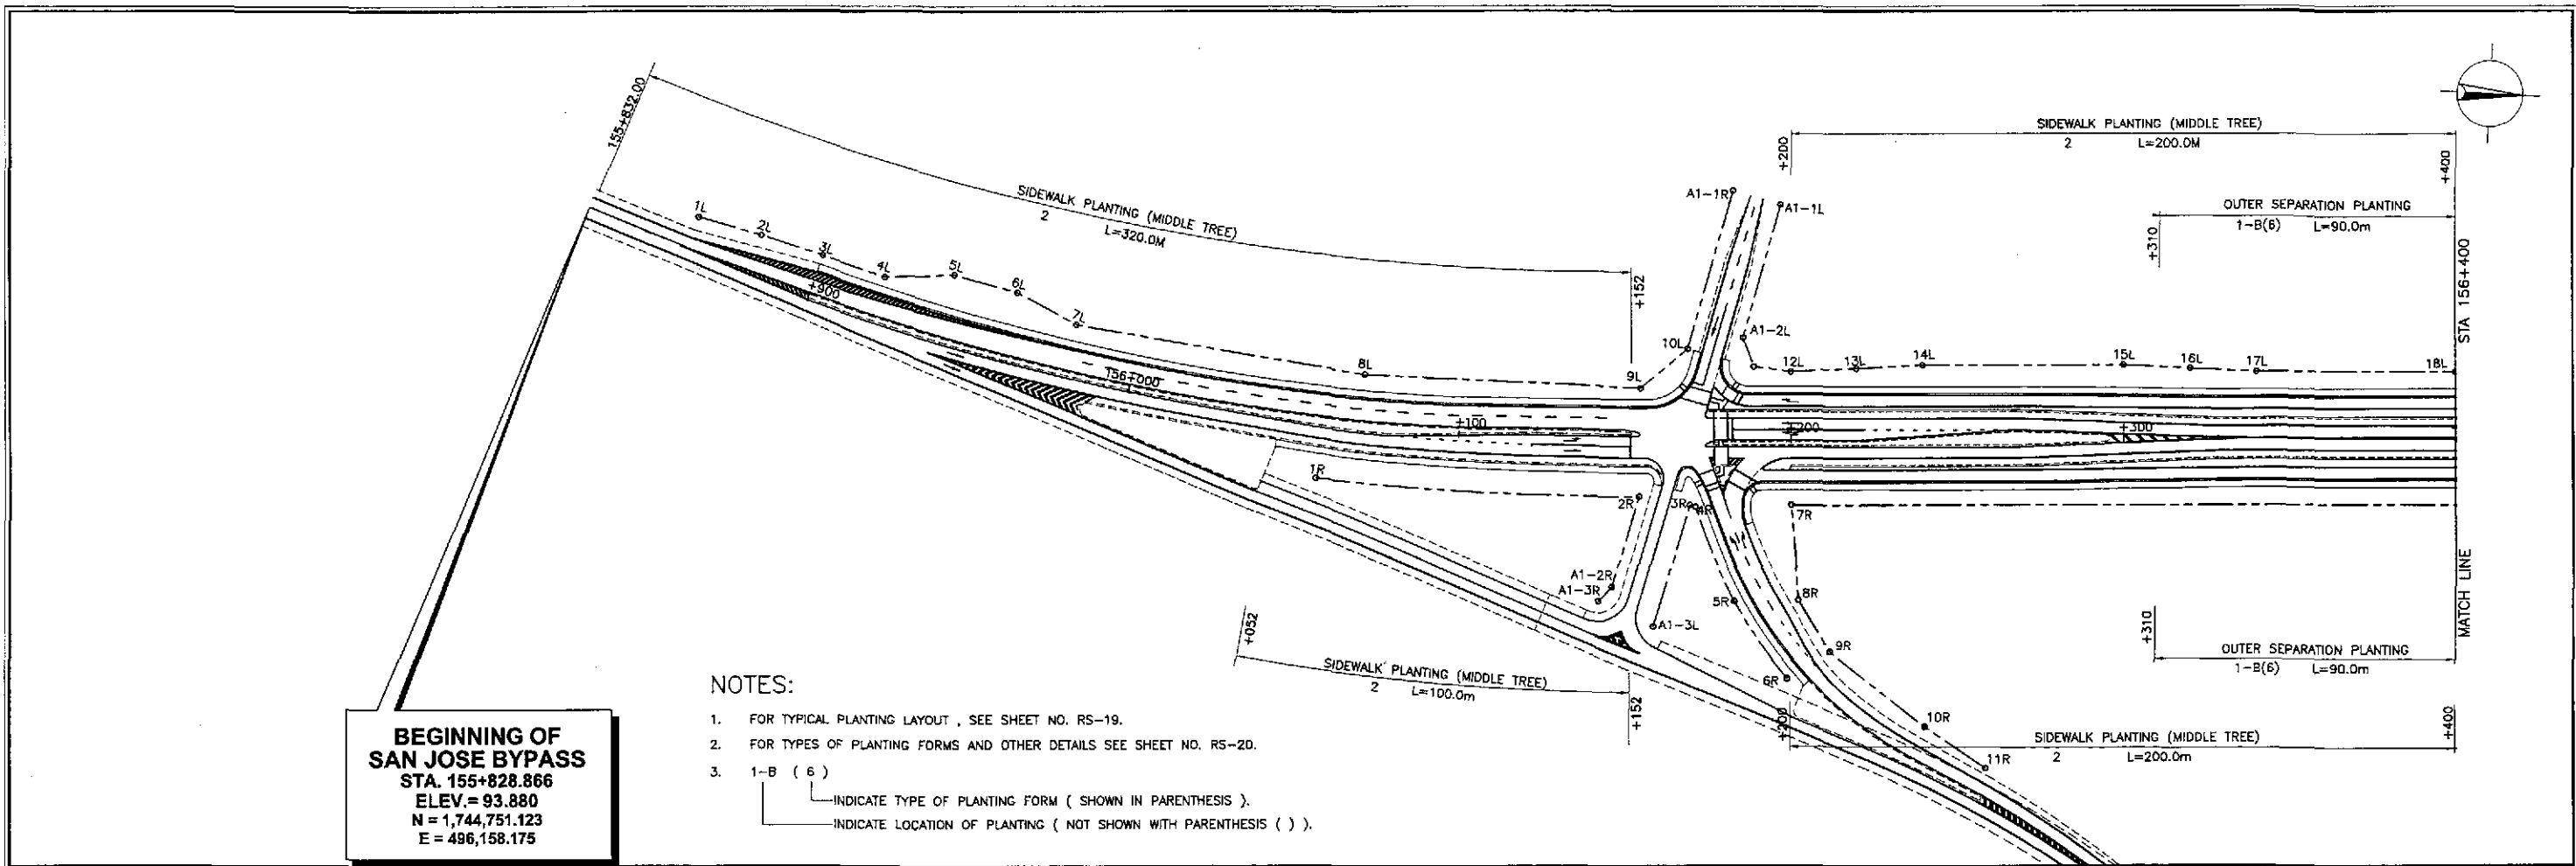 155+832.00
SIDEWALK PLANTING (MIDDLE TREE)
2 L=320.0M
+152
SIDEWALK PLANTING (MIDDLE TREE)
2 L=200.0M
+200
+400
OUTER SEPARATION PLANTING
1-B(6) L=90.0m
+310
STA 156+400
MATCH LINE
A1-1R
A1-1L
A1-2L
1L
2L
3L
4L
5L
6L
7L
8L
9L
10L
12L
13L
14L
15L
16L
17L
18L
+900
156+000
+100
+200
+300
1R
2R
3R
4R
5R
6R
7R
8R
9R
10R
11R
A1-2R
A1-3R
A1-3L
+052
SIDEWALK PLANTING (MIDDLE TREE)
2 L=100.0m
+152
+310
OUTER SEPARATION PLANTING
1-B(6) L=90.0m
+200
+400
SIDEWALK PLANTING (MIDDLE TREE)
2 L=200.0m
BEGINNING OF
SAN JOSE BYPASS
STA. 155+828.866
ELEV.= 93.880
N = 1,744,751.123
E = 496,158.175
NOTES:
1. FOR TYPICAL PLANTING LAYOUT , SEE SHEET NO. RS-19.
2. FOR TYPES OF PLANTING FORMS AND OTHER DETAILS SEE SHEET NO. RS-20.
3. 1-B ( 6 )
INDICATE TYPE OF PLANTING FORM ( SHOWN IN PARENTHESIS ).
INDICATE LOCATION OF PLANTING ( NOT SHOWN WITH PARENTHESIS ( ) ).